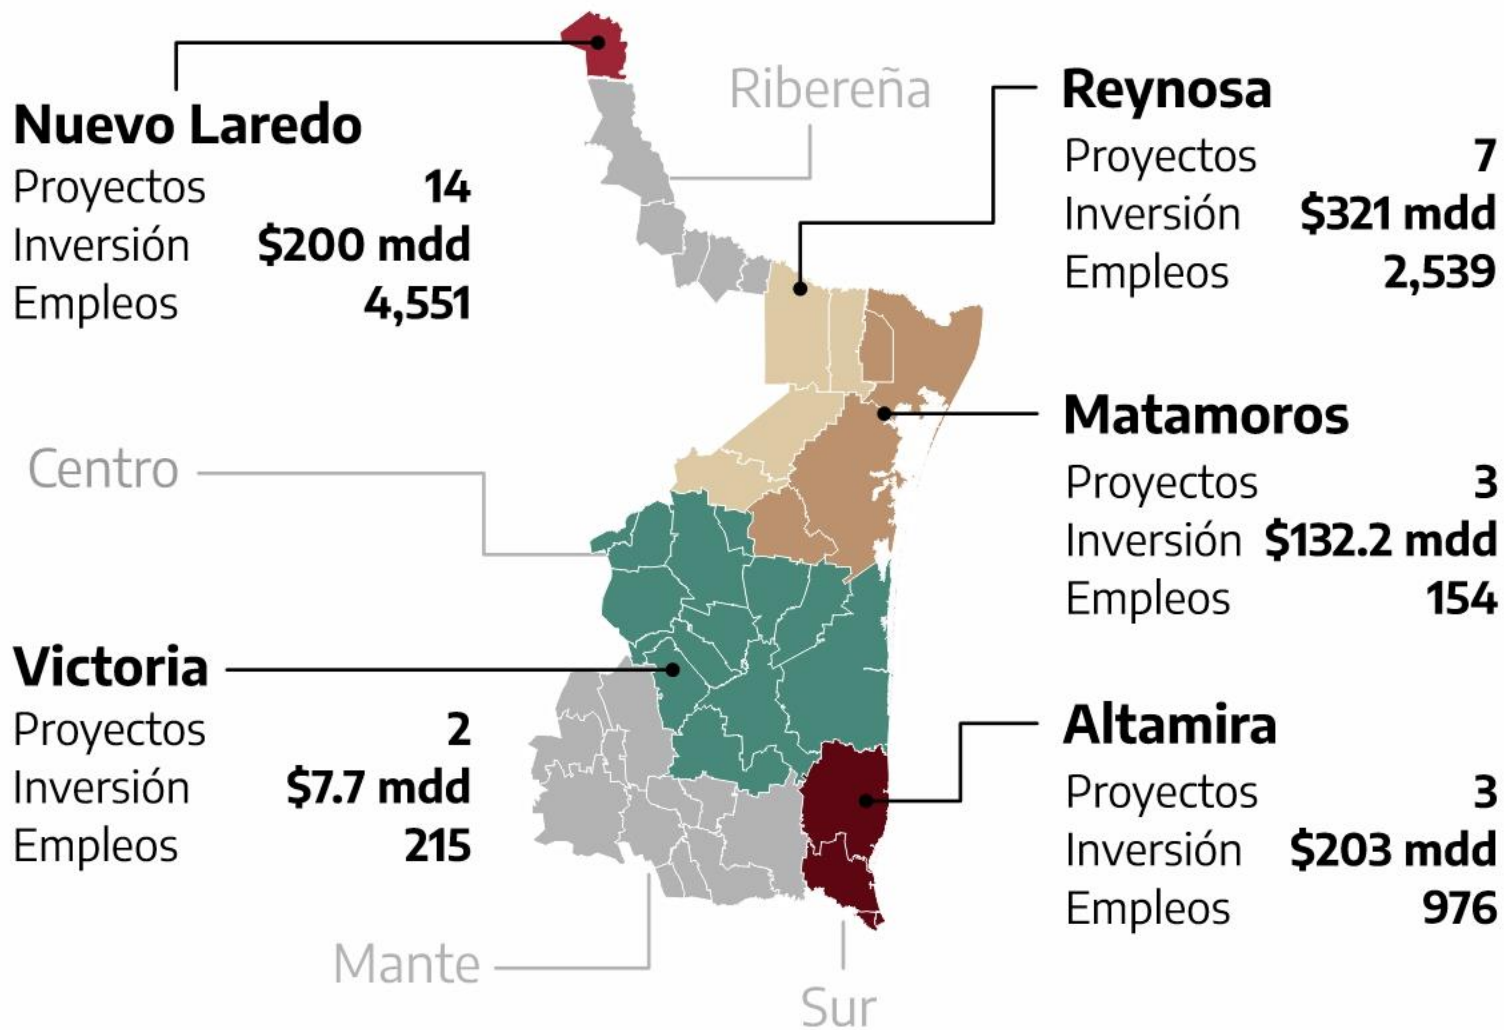 Nuevo Laredo
Proyectos 14
Inversión $200 mdd
Empleos 4,551
Ribereña
Reynosa
Proyectos 7
Inversión $321 mdd
Empleos 2,539
Matamoros
Proyectos 3
Inversión $132.2 mdd
Empleos 154
Centro
Victoria
Proyectos 2
Inversión $7.7 mdd
Empleos 215
Altamira
Proyectos 3
Inversión $203 mdd
Empleos 976
Mante
Sur